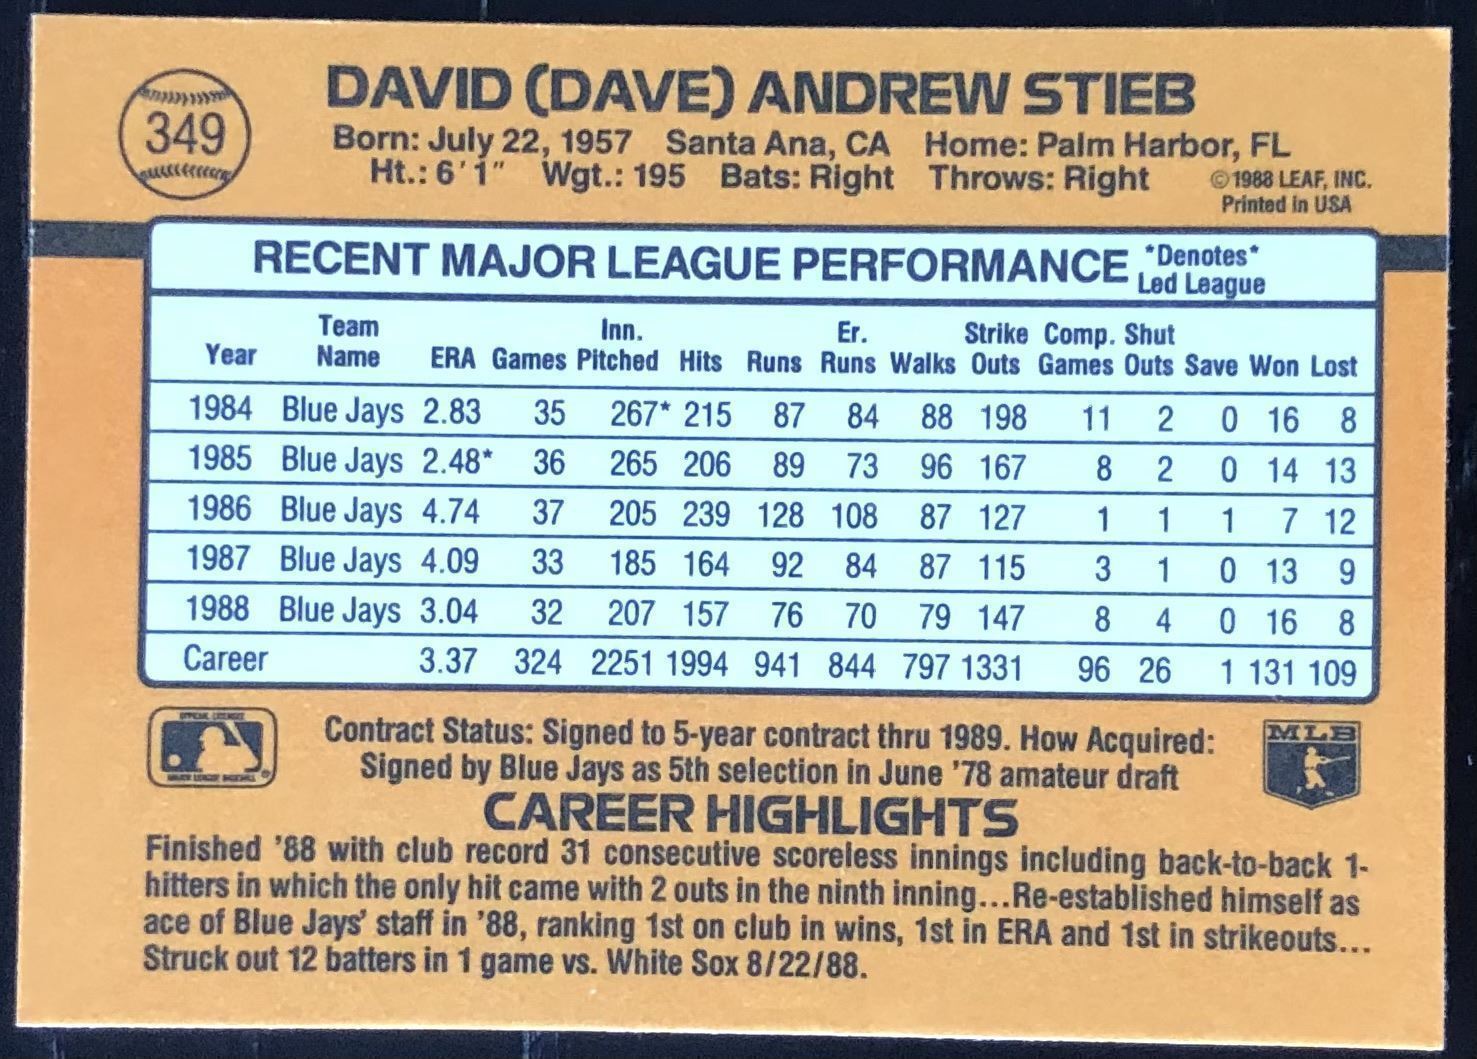 349
DAVID (DAVE) ANDREW STIEB
Born: July 22, 1957 Santa Ana, CA Home: Palm Harbor, FL
Ht.: 6'1" Wgt.: 195 Bats: Right Throws: Right
©1988 LEAF, INC.
Printed in USA
RECENT MAJOR LEAGUE PERFORMANCE
*Denotes*
Led League
Team Inn. Er. Strike Comp. Shut
Year Name ERA Games Pitched Hits Runs Runs Walks Outs Games Outs Save Won Lost
1984 Blue Jays 2.83 35 267* 215 87 84 88 198 11 2 0 16 8
1985 Blue Jays 2.48* 36 265 206 89 73 96 167 8 2 0 14 13
1986 Blue Jays 4.74 37 205 239 128 108 87 127 1 1 1 7 12
1987 Blue Jays 4.09 33 185 164 92 84 87 115 3 1 0 13 9
1988 Blue Jays 3.04 32 207 157 76 70 79 147 8 4 0 16 8
Career 3.37 324 2251 1994 941 844 797 1331 96 26 1 131 109
Contract Status: Signed to 5-year contract thru 1989. How Acquired:
Signed by Blue Jays as 5th selection in June '78 amateur draft
MLB
CAREER HIGHLIGHTS
Finished '88 with club record 31 consecutive scoreless innings including back-to-back 1-
hitters in which the only hit came with 2 outs in the ninth inning...Re-established himself as
ace of Blue Jays' staff in '88, ranking 1st on club in wins, 1st in ERA and 1st in strikeouts...
Struck out 12 batters in 1 game vs. White Sox 8/22/88.